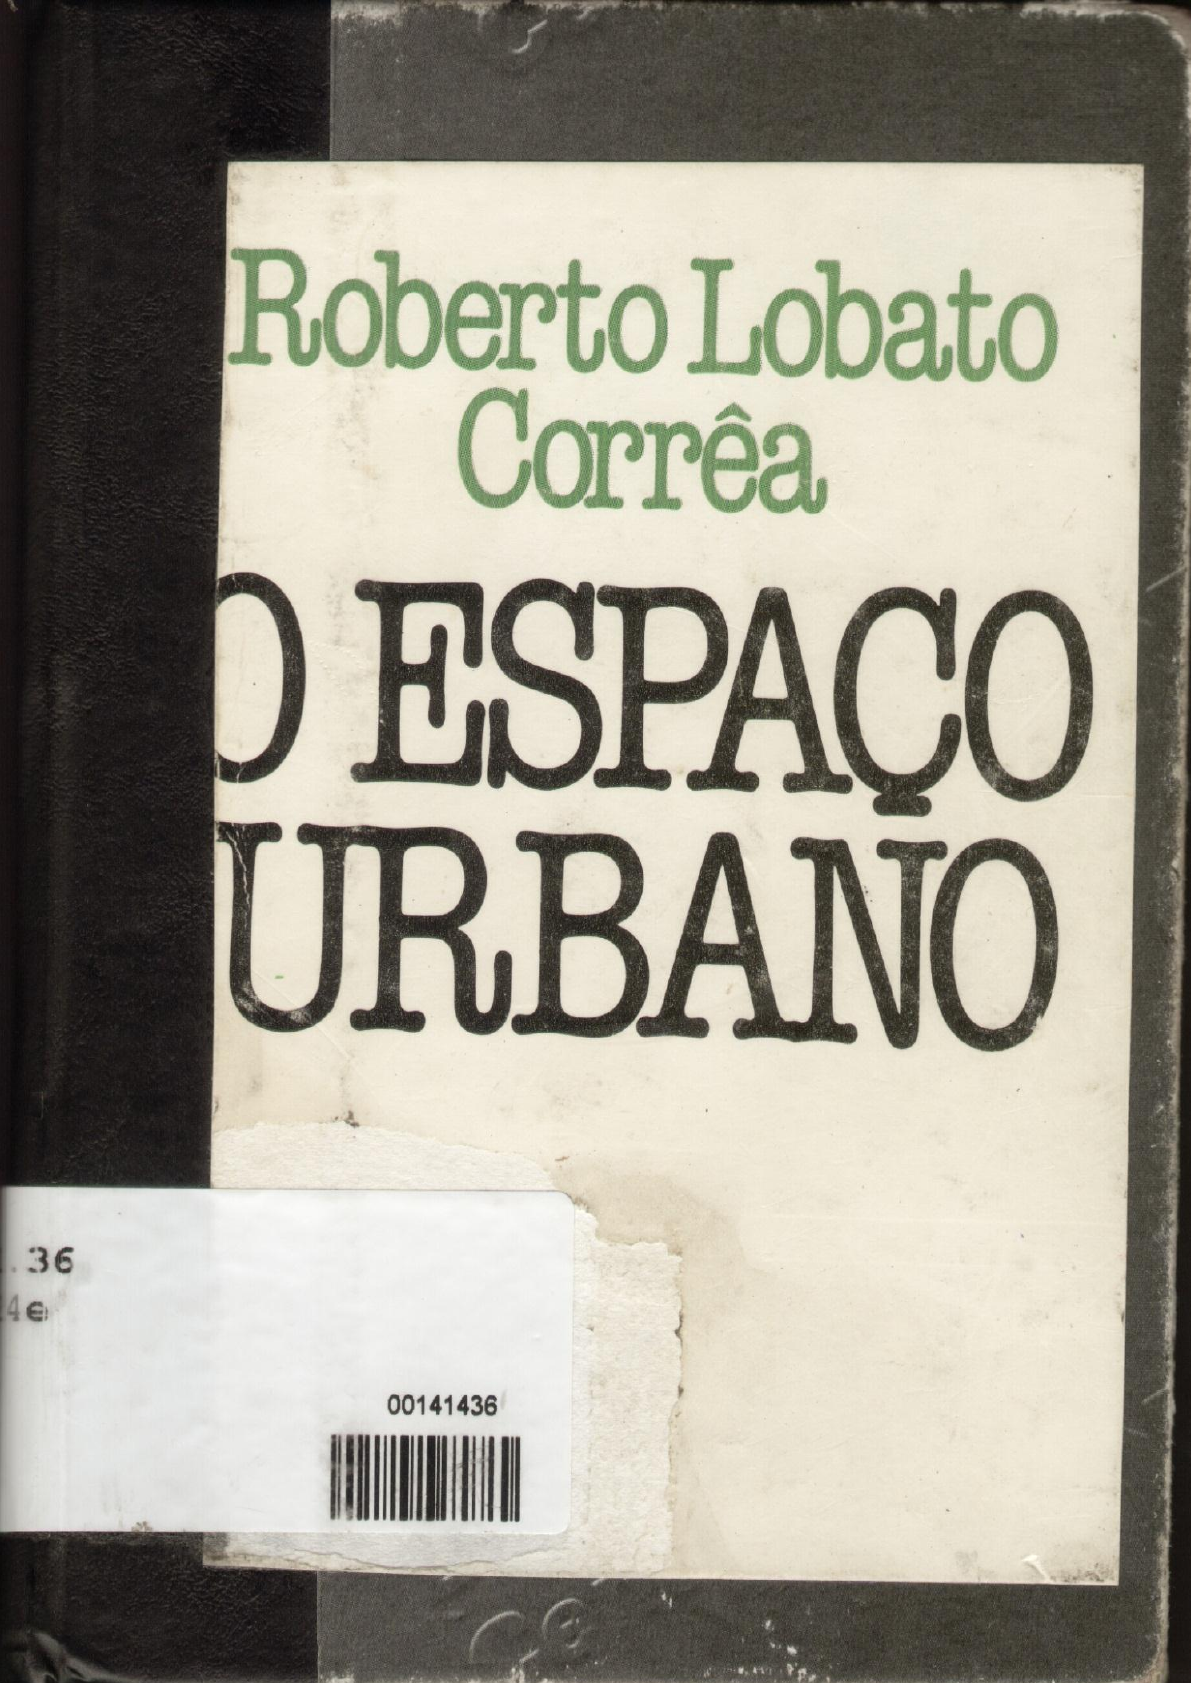 Roberto Lobato
Corrêa
O ESPAÇO
URBANO
.36
4e
00141436